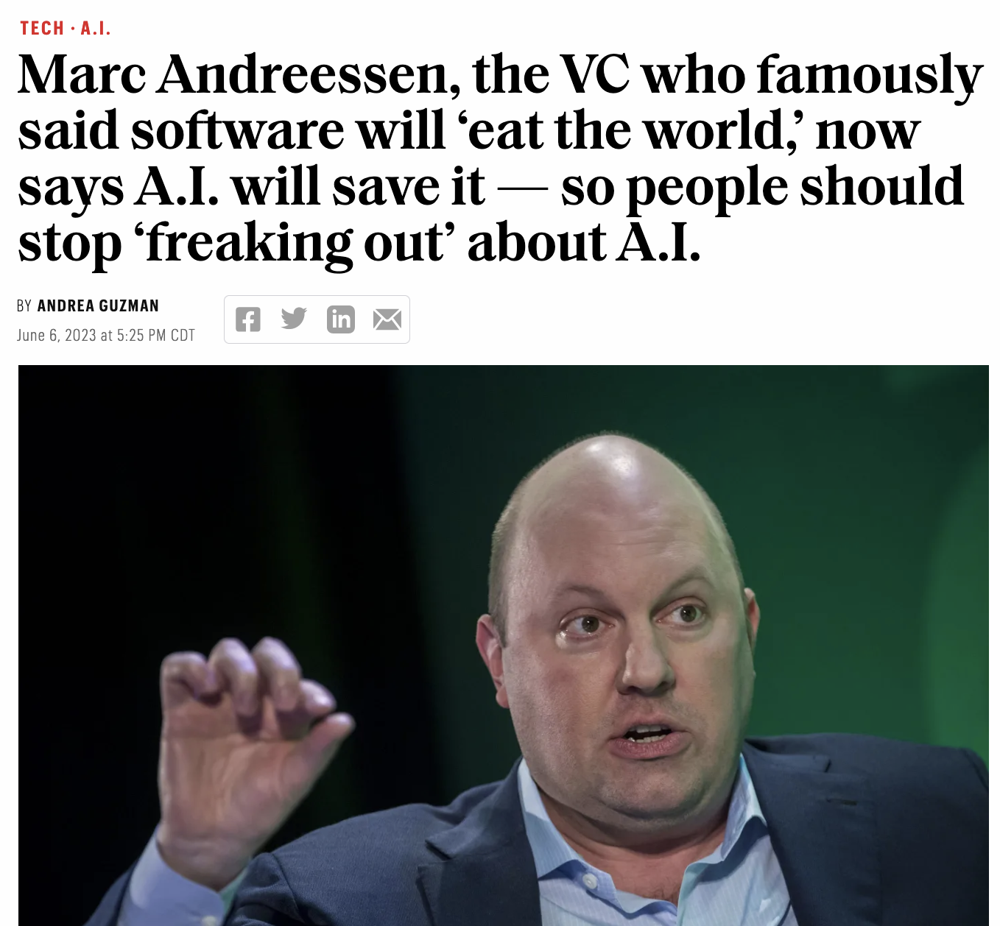 TECH · A.I.
Marc Andreessen, the VC who famously
said software will ‘eat the world,’ now
says A.I. will save it — so people should
stop ‘freaking out’ about A.I.
BY ANDREA GUZMAN
June 6, 2023 at 5:25 PM CDT